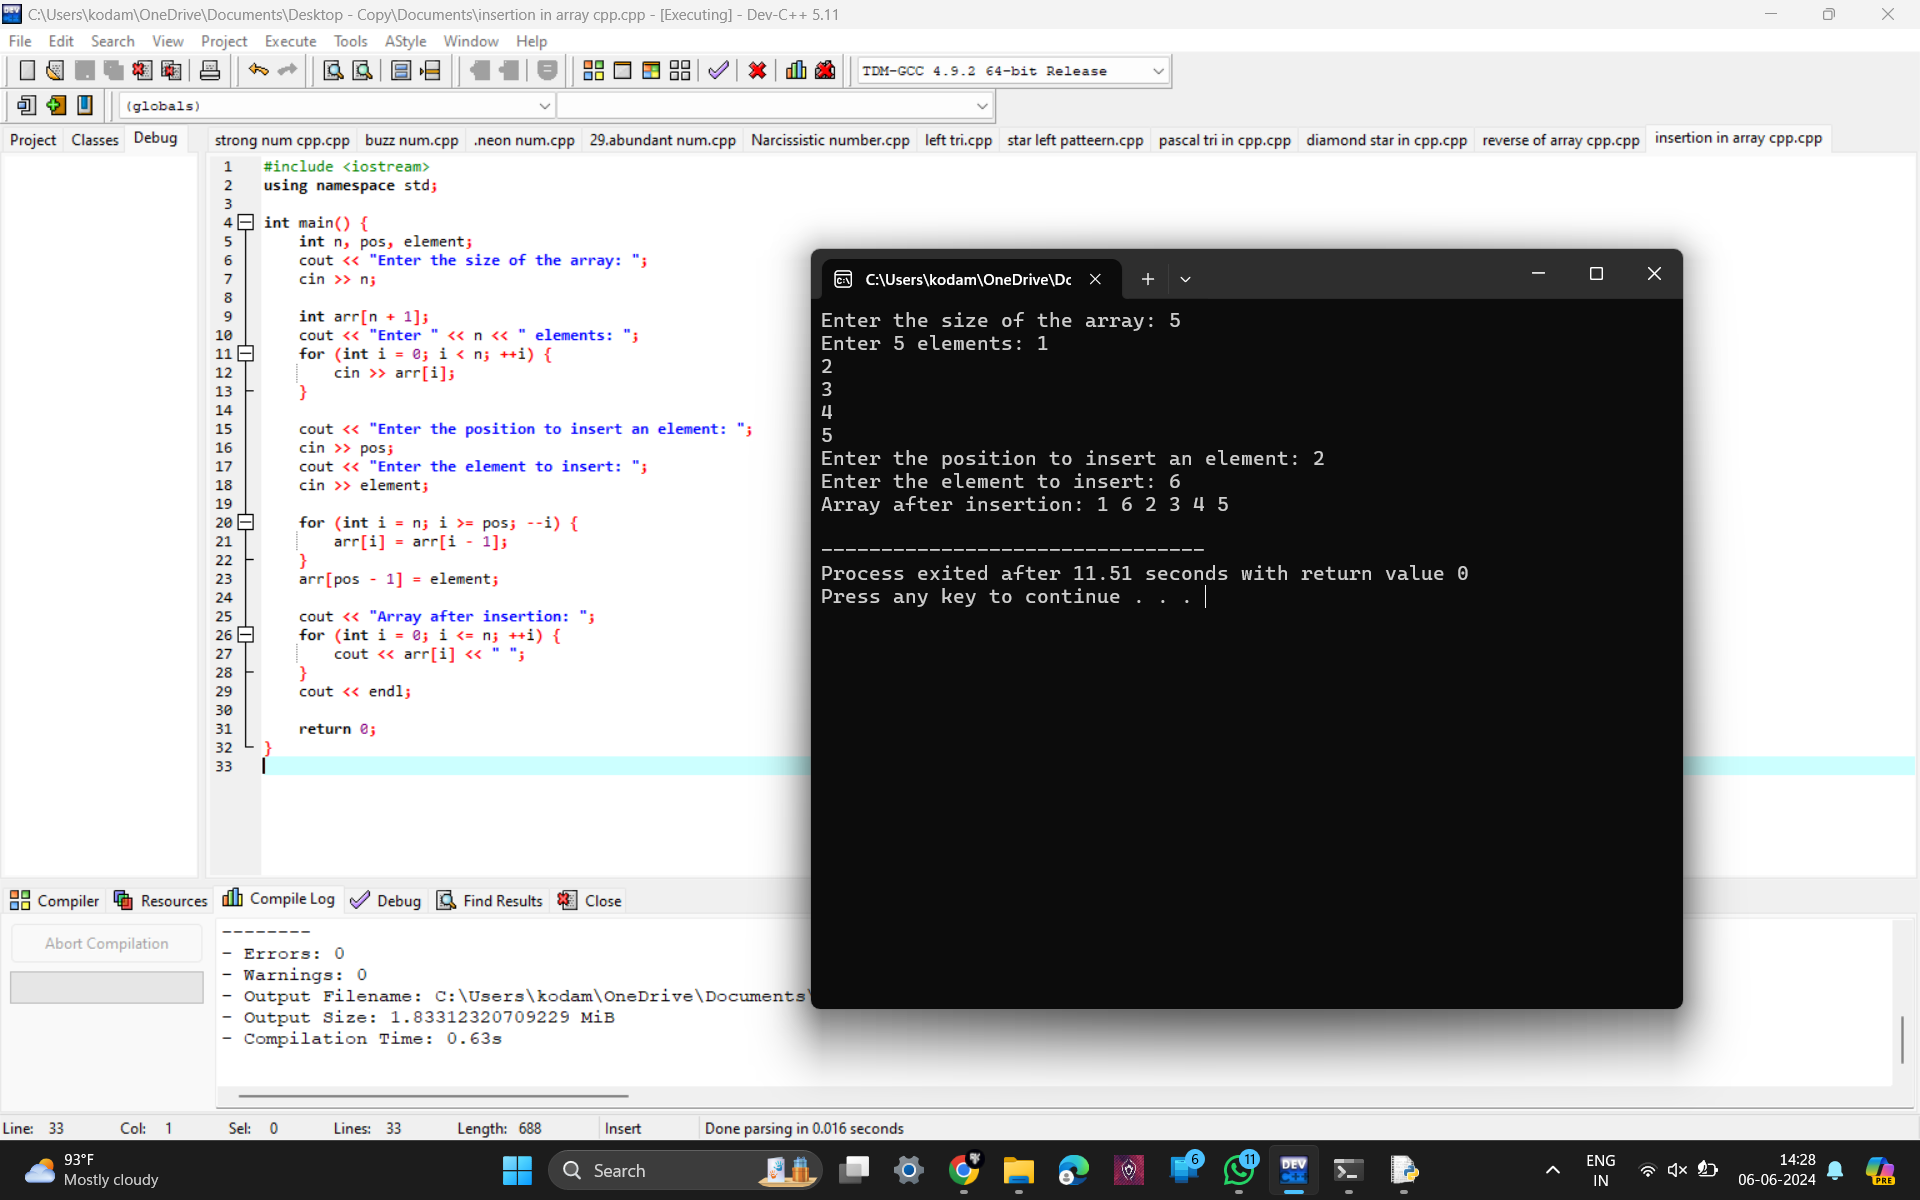 C:\Users\kodam\OneDrive\Documents\Desktop - Copy\Documents\insertion in array cpp.cpp - [Executing] - Dev-C++ 5.11
File Edit Search View Project Execute Tools AStyle Window Help
TDM-GCC 4.9.2 64-bit Release
(globals)
Project Classes Debug
strong num cpp.cpp buzz num.cpp .neon num.cpp 29.abundant num.cpp Narcissistic number.cpp left tri.cpp star left patteern.cpp pascal tri in cpp.cpp diamond star in cpp.cpp reverse of array cpp.cpp insertion in array cpp.cpp
1 #include <iostream>
2 using namespace std;
3
4 int main() {
5 int n, pos, element;
6 cout << "Enter the size of the array: ";
7 cin >> n;
8
9 int arr[n + 1];
10 cout << "Enter " << n << " elements: ";
11 for (int i = 0; i < n; ++i) {
12 cin >> arr[i];
13 }
14
15 cout << "Enter the position to insert an element: ";
16 cin >> pos;
17 cout << "Enter the element to insert: ";
18 cin >> element;
19
20 for (int i = n; i >= pos; --i) {
21 arr[i] = arr[i - 1];
22 }
23 arr[pos - 1] = element;
24
25 cout << "Array after insertion: ";
26 for (int i = 0; i <= n; ++i) {
27 cout << arr[i] << " ";
28 }
29 cout << endl;
30
31 return 0;
32 }
33
C:\Users\kodam\OneDrive\Dc
Enter the size of the array: 5
Enter 5 elements: 1
2
3
4
5
Enter the position to insert an element: 2
Enter the element to insert: 6
Array after insertion: 1 6 2 3 4 5
--------------------------------
Process exited after 11.51 seconds with return value 0
Press any key to continue . . .
Compiler Resources Compile Log Debug Find Results Close
Abort Compilation
--------
- Errors: 0
- Warnings: 0
- Output Filename: C:\Users\kodam\OneDrive\Documents\
- Output Size: 1.83312320709229 MiB
- Compilation Time: 0.63s
Line: 33 Col: 1 Sel: 0 Lines: 33 Length: 688 Insert Done parsing in 0.016 seconds
93°F
Mostly cloudy
Search
6
11
DEV
C++
ENG
IN
14:28
06-06-2024
PRE